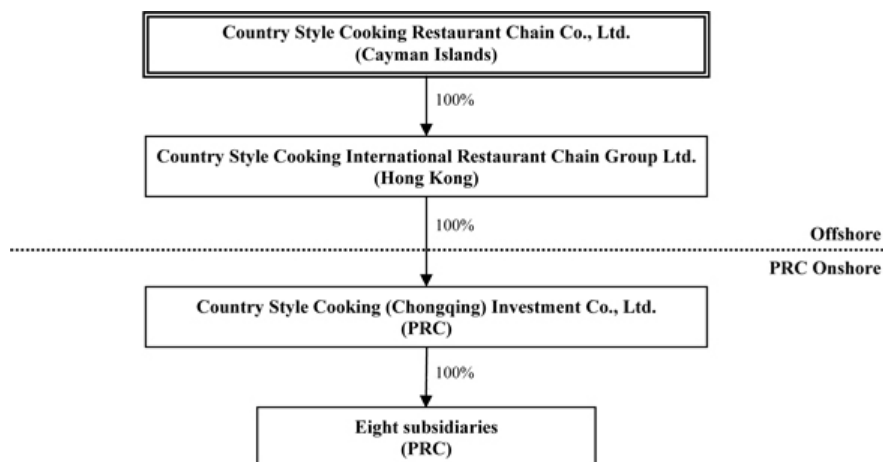 Country Style Cooking Restaurant Chain Co., Ltd.
(Cayman Islands)
100%
Country Style Cooking International Restaurant Chain Group Ltd.
(Hong Kong)
100%
Offshore
PRC Onshore
Country Style Cooking (Chongqing) Investment Co., Ltd.
(PRC)
100%
Eight subsidiaries
(PRC)